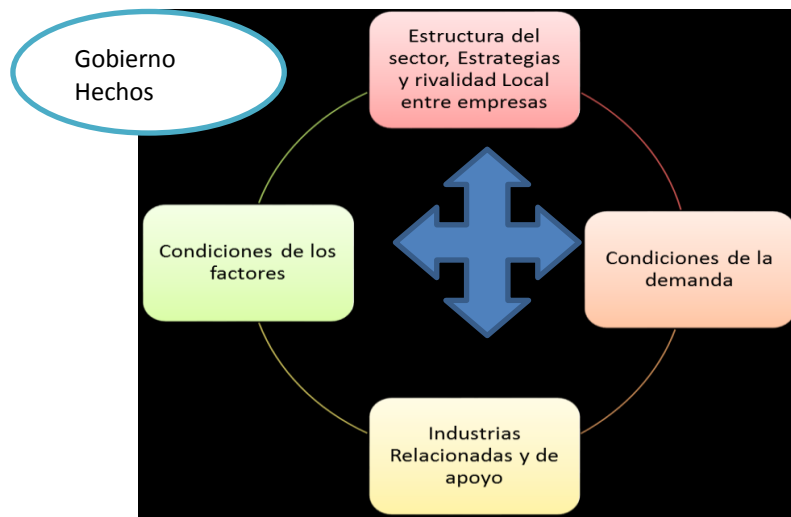 Gobierno
Hechos
Estructura del
sector, Estrategias
y rivalidad Local
entre empresas
Condiciones de los
factores
Condiciones de la
demanda
Industrias
Relacionadas y de
apoyo